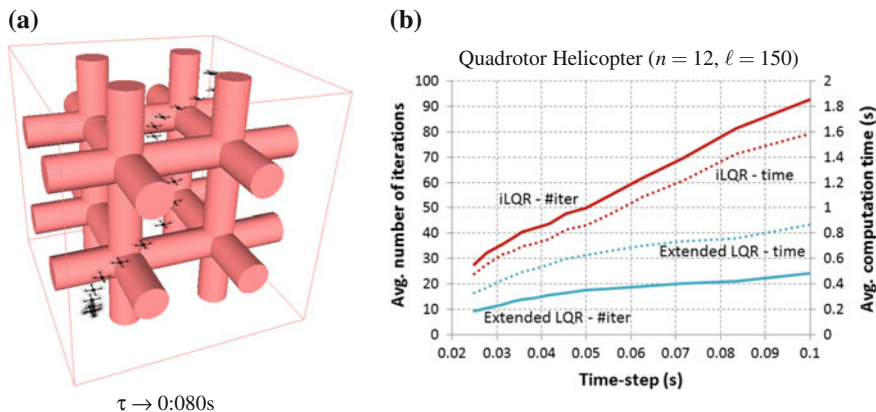 (a)
τ → 0:080s
(b)
Quadrotor Helicopter (n = 12, ℓ = 150)
Avg. number of iterations
100
90
80
70
60
50
40
30
20
10
0
iLQR - #iter
iLQR - time
Extended LQR - time
Extended LQR - #iter
2
1.8
1.6
1.4
1.2
1
0.8
0.6
0.4
0.2
0
Avg. computation time (s)
0.02 0.03 0.04 0.05 0.06 0.07 0.08 0.09 0.1
Time-step (s)